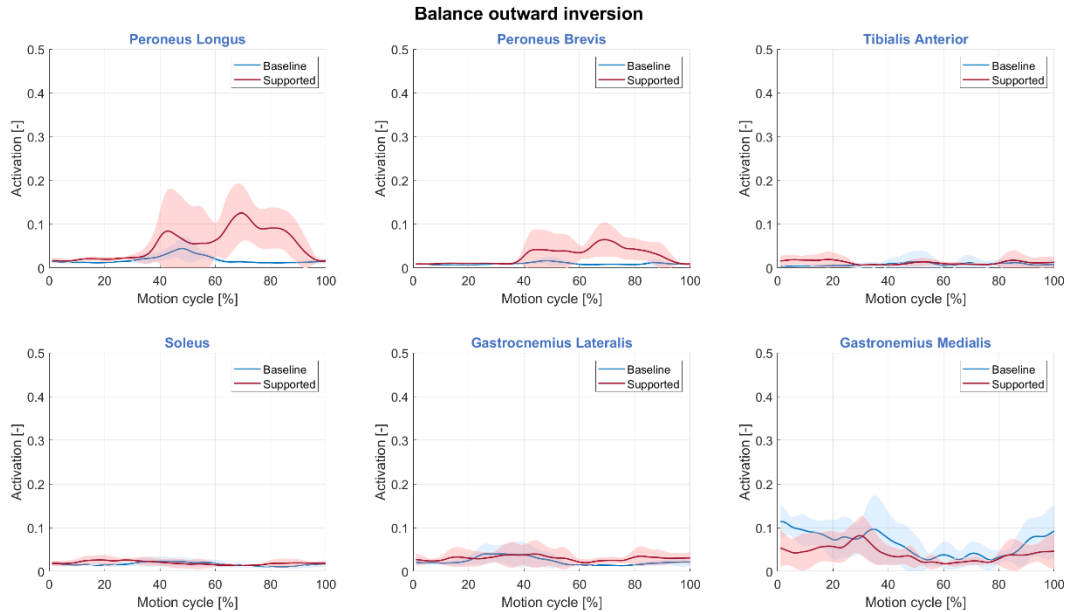 Balance outward inversion
Peroneus Longus
0.5
0.4
0.3
0.2
0.1
0
Activation [-]
Baseline
Supported
0 20 40 60 80 100
Motion cycle [%]
Peroneus Brevis
0.5
0.4
0.3
0.2
0.1
0
Activation [-]
Baseline
Supported
0 20 40 60 80 100
Motion cycle [%]
Tibialis Anterior
0.5
0.4
0.3
0.2
0.1
0
Activation [-]
Baseline
Supported
0 20 40 60 80 100
Motion cycle [%]
Soleus
0.5
0.4
0.3
0.2
0.1
0
Activation [-]
Baseline
Supported
0 20 40 60 80 100
Motion cycle [%]
Gastrocnemius Lateralis
0.5
0.4
0.3
0.2
0.1
0
Activation [-]
Baseline
Supported
0 20 40 60 80 100
Motion cycle [%]
Gastronemius Medialis
0.5
0.4
0.3
0.2
0.1
0
Activation [-]
Baseline
Supported
0 20 40 60 80 100
Motion cycle [%]